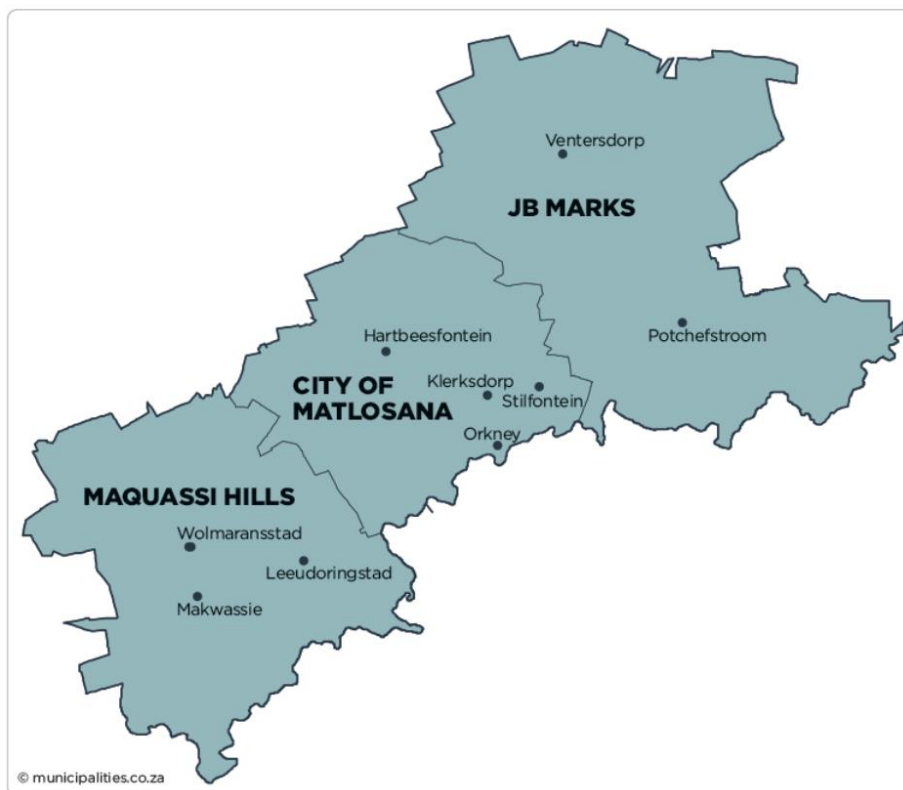 Ventersdorp
JB MARKS
Potchefstroom
Hartbeesfontein
CITY OF
MATLOSANA
Klerksdorp
Stilfontein
Orkney
MAQUASSI HILLS
Wolmaransstad
Leeudoringstad
Makwassie
© municipalities.co.za